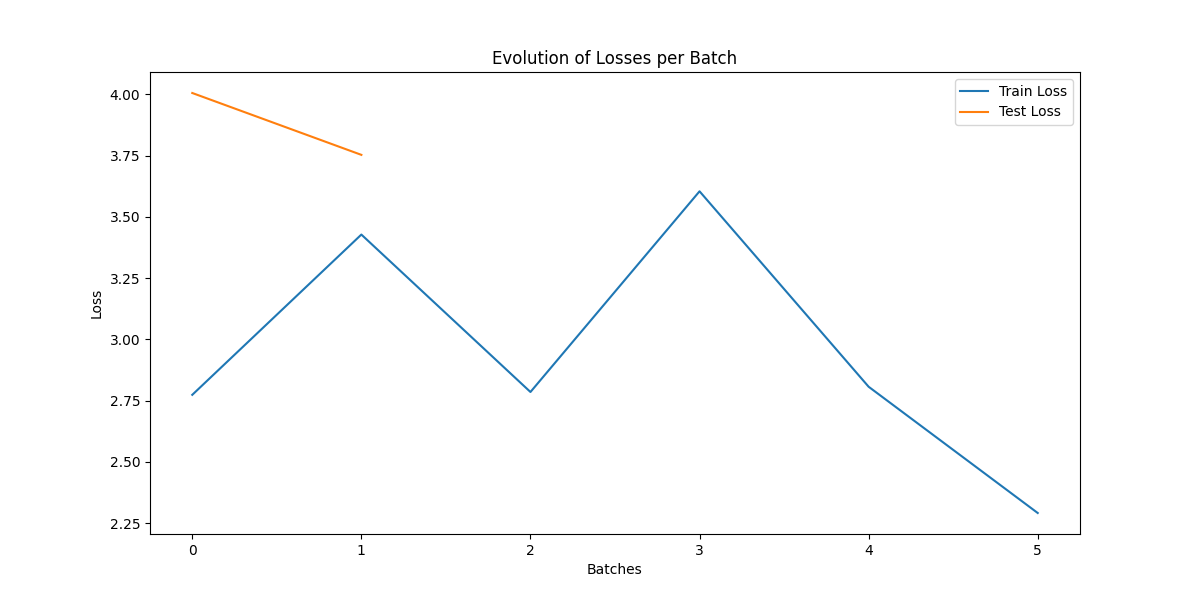 Evolution of Losses per Batch
Train Loss
Test Loss
4.00
3.75
3.50
3.25
3.00
2.75
2.50
2.25
Loss
0 1 2 3 4 5
Batches